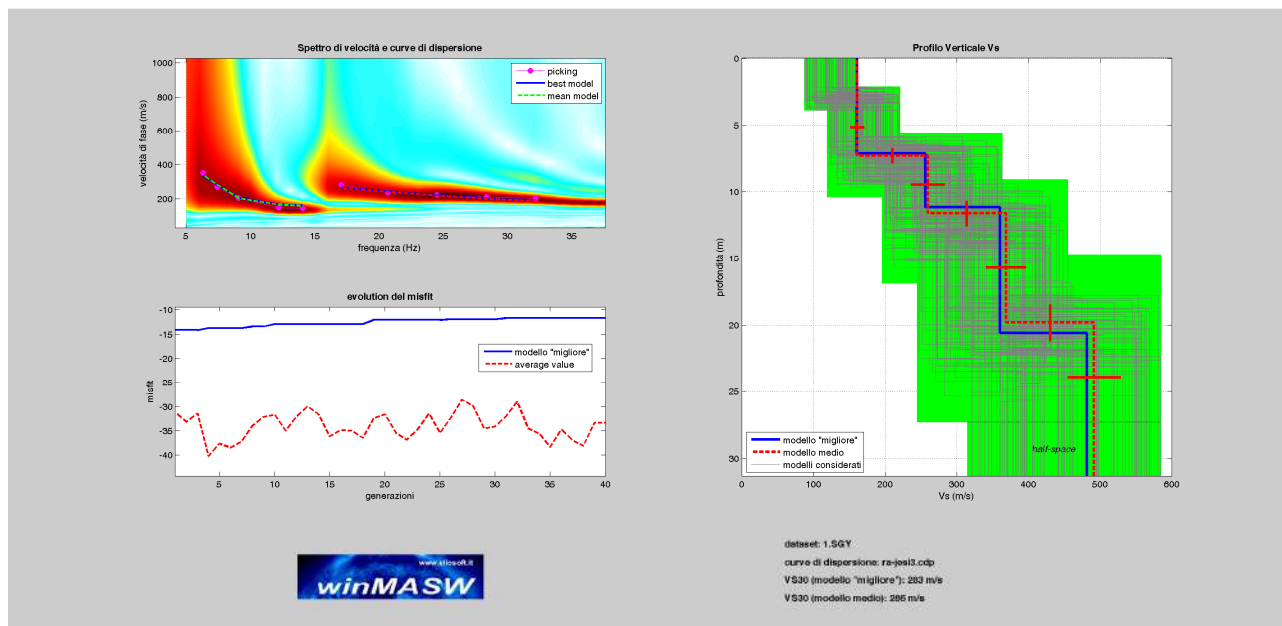 Spettro di velocità e curve di dispersione
1000
800
600
400
200
velocità di fase (m/s)
5
10
15
20
25
30
35
frequenza (Hz)
picking
best model
mean model
evolution del misfit
-10
-15
-20
-25
-30
-35
-40
misfit
5
10
15
20
25
30
35
40
generazioni
modello "migliore"
average value
Profilo Verticale Vs
0
5
10
15
20
25
30
profondità (m)
0
100
200
300
400
500
600
Vs (m/s)
modello "migliore"
modello medio
modelli considerati
half-space
www.eliosoft.it
winMASW
dataset: 1.SGY
curve di dispersione: ra-jesi3.cdp
VS30 (modello "migliore"): 283 m/s
VS30 (modello medio): 286 m/s